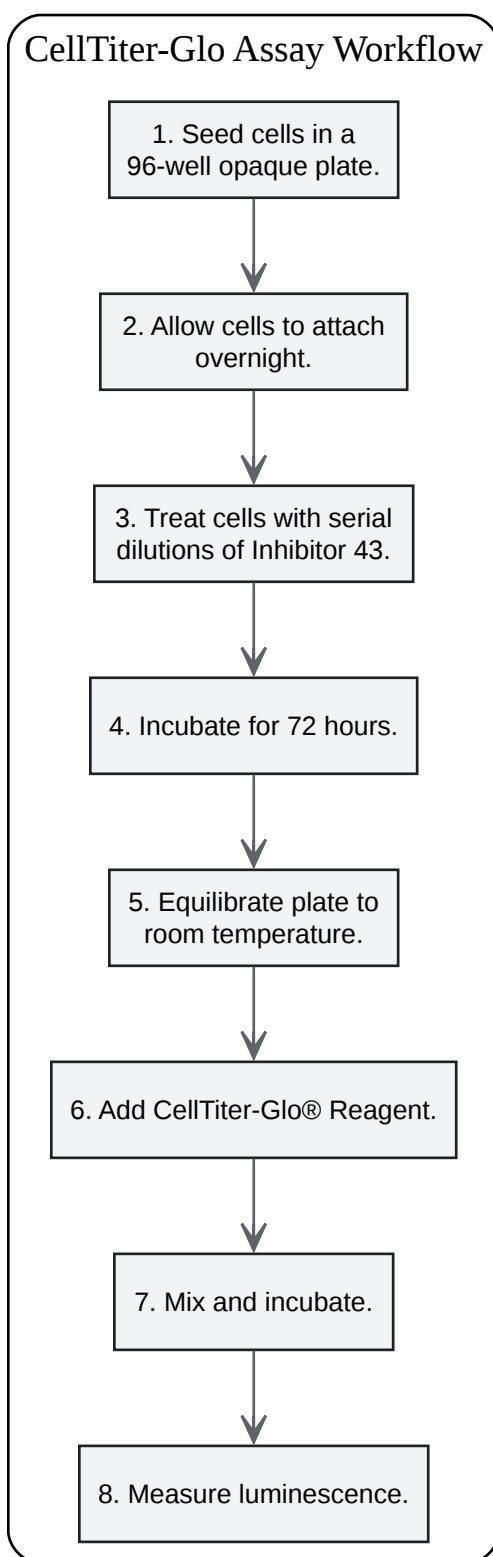 CellTiter-Glo Assay Workflow
1. Seed cells in a
96-well opaque plate.
2. Allow cells to attach
overnight.
3. Treat cells with serial
dilutions of Inhibitor 43.
4. Incubate for 72 hours.
5. Equilibrate plate to
room temperature.
6. Add CellTiter-Glo® Reagent.
7. Mix and incubate.
8. Measure luminescence.